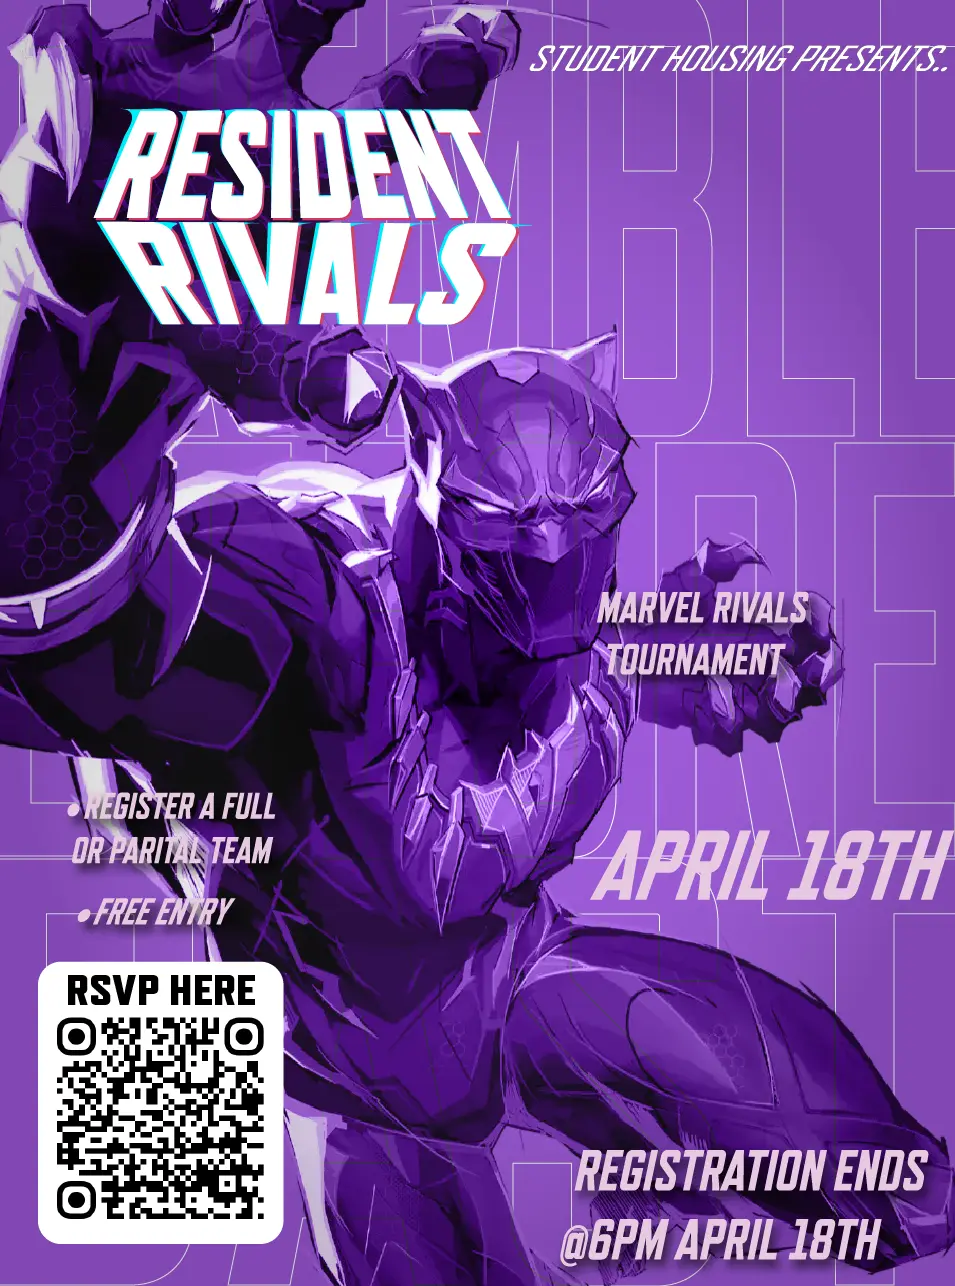 STUDENT HOUSING PRESENTS..
RESIDENT
RIVALS
MARVEL RIVALS
TOURNAMENT
• REGISTER A FULL
OR PARITAL TEAM
• FREE ENTRY
APRIL 18TH
RSVP HERE
REGISTRATION ENDS
@6PM APRIL 18TH